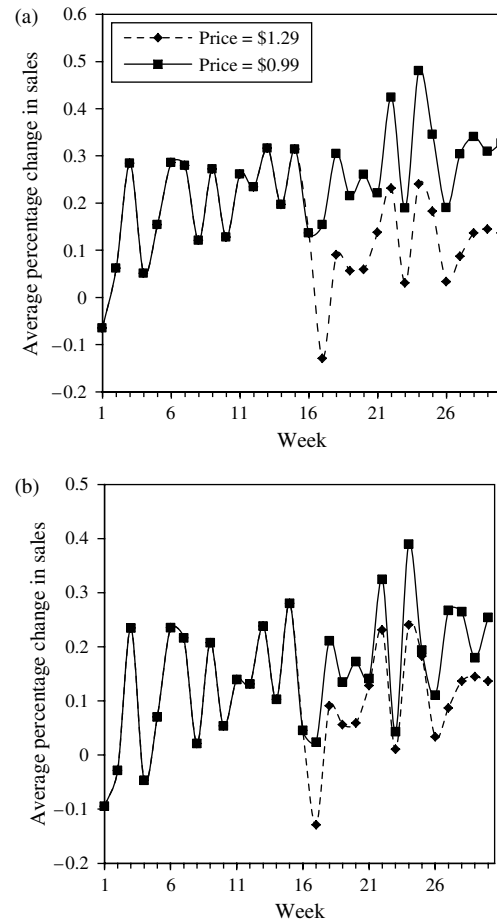 (a)
0.6
0.5
0.4
0.3
0.2
0.1
0
−0.1
−0.2
Average percentage change in sales
Price = $1.29
Price = $0.99
1 6 11 16 21 26
Week
(b)
0.5
0.4
0.3
0.2
0.1
0
−0.1
−0.2
Average percentage change in sales
1 6 11 16 21 26
Week